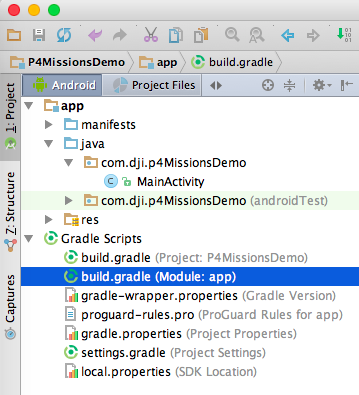 P4MissionsDemo app build.gradle
Android Project Files
1: Project
Z: Structure
Captures
app
manifests
java
com.dji.p4MissionsDemo
MainActivity
com.dji.p4MissionsDemo (androidTest)
res
Gradle Scripts
build.gradle (Project: P4MissionsDemo)
build.gradle (Module: app)
gradle-wrapper.properties (Gradle Version)
proguard-rules.pro (ProGuard Rules for app)
gradle.properties (Project Properties)
settings.gradle (Project Settings)
local.properties (SDK Location)